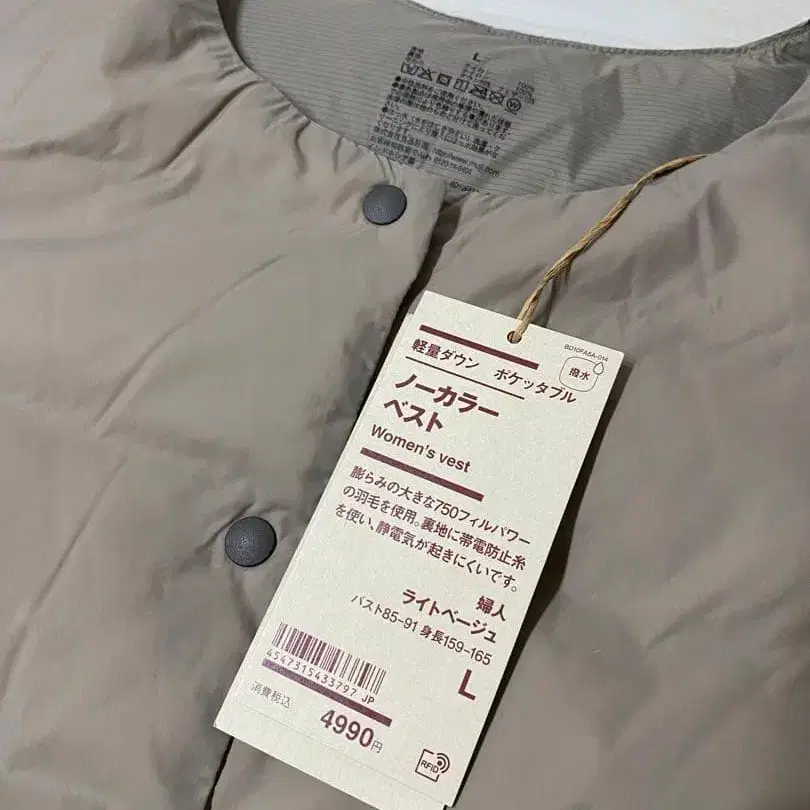 L
100%
http://www.muji.com
BD10FA5A-014
軽量ダウン ポケッタブル
撥水
ノーカラー
ベスト
Women's vest
膨らみの大きな750フィルパワー
の羽毛を使用。裏地に帯電防止糸
を使い、静電気が起きにくいです。
婦人
ライトベージュ
バスト85-91 身長159-165
L
4547315433797 JP
消費税込
4990円
RFID